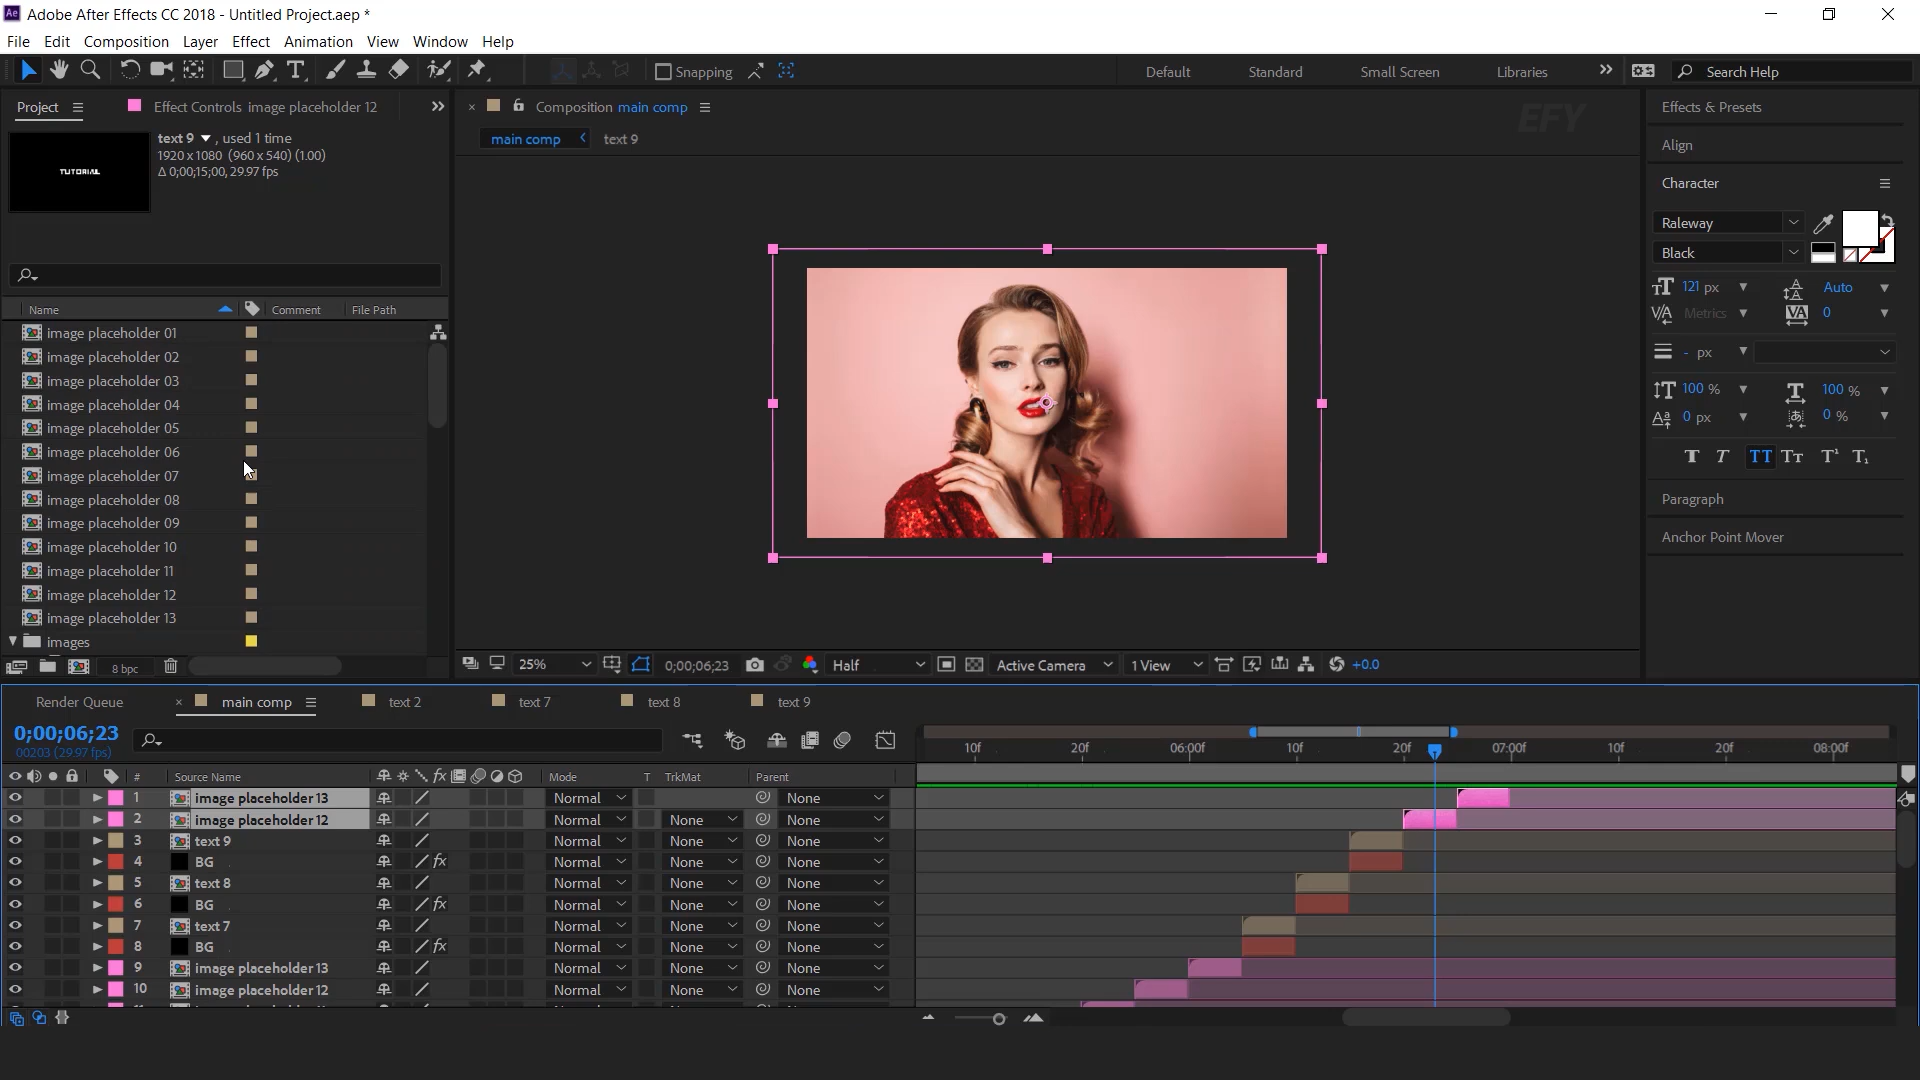 Adobe After Effects CC 2018 - Untitled Project.aep *
File Edit Composition Layer Effect Animation View Window Help
Snapping Default Standard Small Screen Libraries Search Help
Project Effect Controls image placeholder 12
Composition main comp
EFY
main comp text 9
text 9 , used 1 time
1920 x 1080 (960 x 540) (1.00)
Δ 0;00;15;00, 29.97 fps
TUTORIAL
Name Comment File Path
image placeholder 01
image placeholder 02
image placeholder 03
image placeholder 04
image placeholder 05
image placeholder 06
image placeholder 07
image placeholder 08
image placeholder 09
image placeholder 10
image placeholder 11
image placeholder 12
image placeholder 13
images
8 bpc
25% 0;00;06;23 Half Active Camera 1 View +0.0
Effects & Presets
Align
Character
Raleway
Black
121 px Auto
Metrics 0
- px
100 % 100 %
0 px 0 %
Paragraph
Anchor Point Mover
Render Queue main comp text 2 text 7 text 8 text 9
0;00;06;23
00203 (29.97 fps)
10f 20f 06:00f 10f 20f 07:00f 10f 20f 08:00f
# Source Name Mode T TrkMat Parent
1 image placeholder 13 Normal None
2 image placeholder 12 Normal None None
3 text 9 Normal None None
4 BG Normal None None
5 text 8 Normal None None
6 BG Normal None None
7 text 7 Normal None None
8 BG Normal None None
9 image placeholder 13 Normal None None
10 image placeholder 12 Normal None None